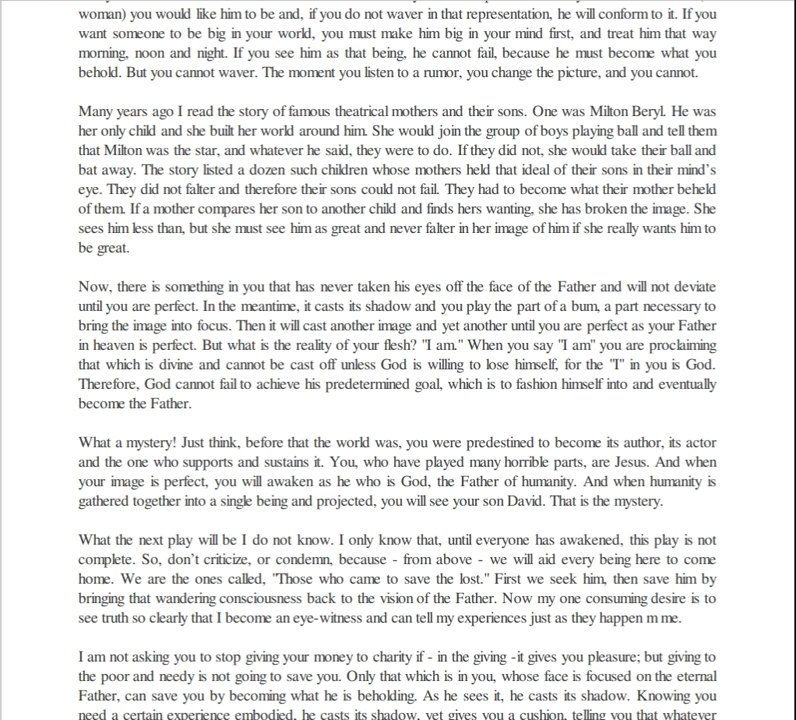 woman) you would like him to be and, if you do not waver in that representation, he will conform to it. If you
want someone to be big in your world, you must make him big in your mind first, and treat him that way
morning, noon and night. If you see him as that being, he cannot fail, because he must become what you
behold. But you cannot waver. The moment you listen to a rumor, you change the picture, and you cannot.
Many years ago I read the story of famous theatrical mothers and their sons. One was Milton Beryl. He was
her only child and she built her world around him. She would join the group of boys playing ball and tell them
that Milton was the star, and whatever he said, they were to do. If they did not, she would take their ball and
bat away. The story listed a dozen such children whose mothers held that ideal of their sons in their mind's
eye. They did not falter and therefore their sons could not fail. They had to become what their mother beheld
of them. If a mother compares her son to another child and finds hers wanting, she has broken the image. She
sees him less than, but she must see him as great and never falter in her image of him if she really wants him to
be great.
Now, there is something in you that has never taken his eyes off the face of the Father and will not deviate
until you are perfect. In the meantime, it casts its shadow and you play the part of a bum, a part necessary to
bring the image into focus. Then it will cast another image and yet another until you are perfect as your Father
in heaven is perfect. But what is the reality of your flesh? "I am." When you say "I am" you are proclaiming
that which is divine and cannot be cast off unless God is willing to lose himself, for the "I" in you is God.
Therefore, God cannot fail to achieve his predetermined goal, which is to fashion himself into and eventually
become the Father.
What a mystery! Just think, before that the world was, you were predestined to become its author, its actor
and the one who supports and sustains it. You, who have played many horrible parts, are Jesus. And when
your image is perfect, you will awaken as he who is God, the Father of humanity. And when humanity is
gathered together into a single being and projected, you will see your son David. That is the mystery.
What the next play will be I do not know. I only know that, until everyone has awakened, this play is not
complete. So, don't criticize, or condemn, because - from above - we will aid every being here to come
home. We are the ones called, "Those who came to save the lost." First we seek him, then save him by
bringing that wandering consciousness back to the vision of the Father. Now my one consuming desire is to
see truth so clearly that I become an eye-witness and can tell my experiences just as they happen m me.
I am not asking you to stop giving your money to charity if - in the giving -it gives you pleasure; but giving to
the poor and needy is not going to save you. Only that which is in you, whose face is focused on the eternal
Father, can save you by becoming what he is beholding. As he sees it, he casts its shadow. Knowing you
need a certain experience embodied, he casts its shadow, yet gives you a cushion, telling you that whatever